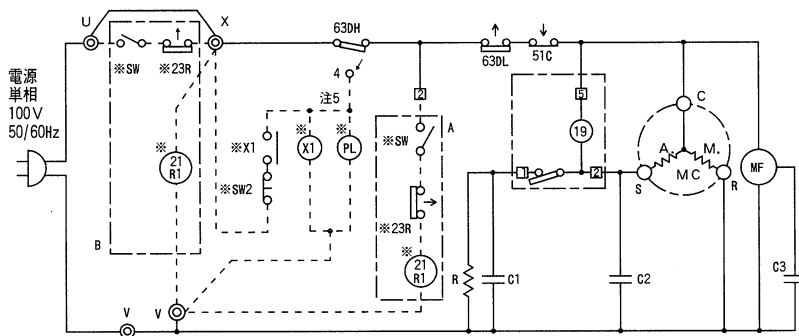 U
X
63DH
63DL
51C
※SW
※23R
4
注5
2
5
C
電源
単相
100V
50/60Hz
※
21
R1
※X1
※
X1
※
PL
※SW
A
19
A.
M.
MF
※SW2
1
2
S
MC
R
※23R
B
※
21
R1
R
C1
C2
C3
V
V